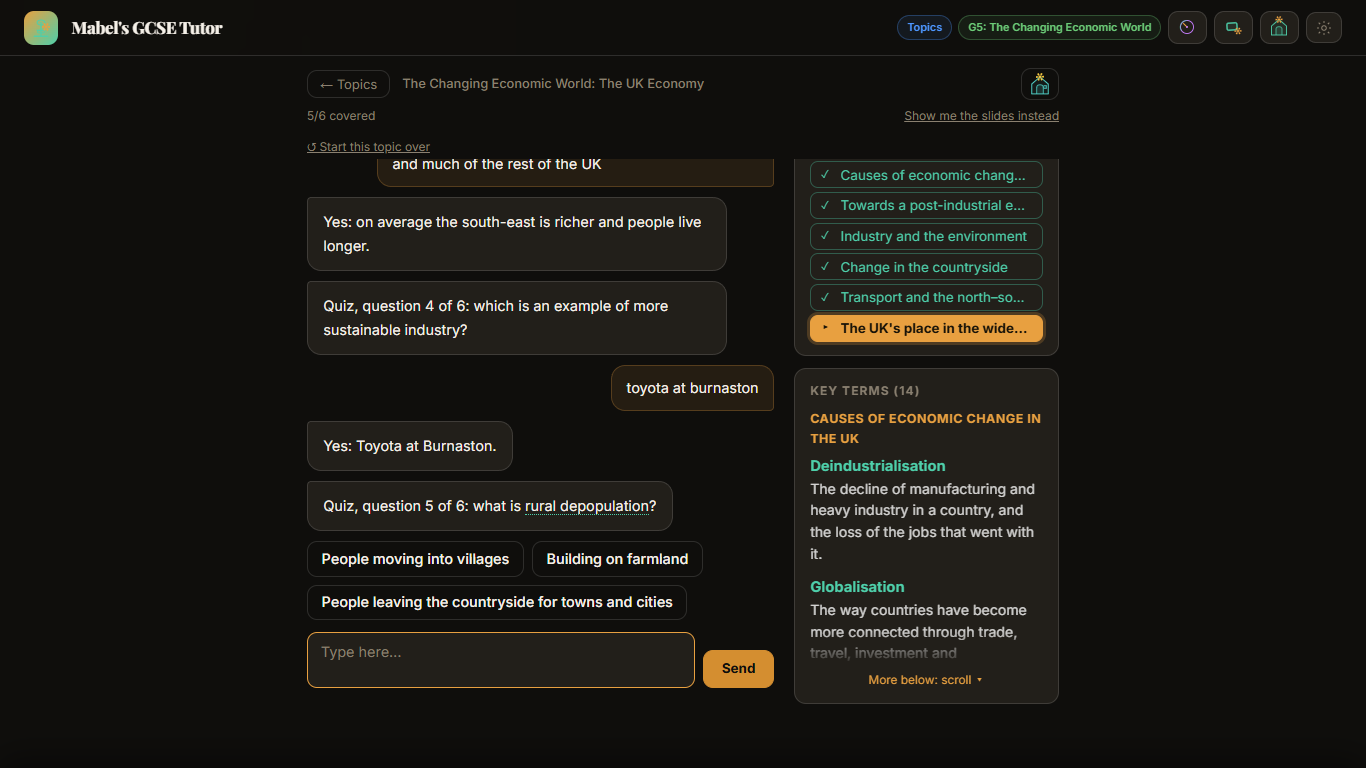 Mabel's GCSE Tutor
Topics
G5: The Changing Economic World
← Topics
The Changing Economic World: The UK Economy
5/6 covered
Show me the slides instead
↺ Start this topic over
and much of the rest of the UK
Yes: on average the south-east is richer and people live
longer.
Quiz, question 4 of 6: which is an example of more
sustainable industry?
toyota at burnaston
Yes: Toyota at Burnaston.
Quiz, question 5 of 6: what is rural depopulation?
People moving into villages
Building on farmland
People leaving the countryside for towns and cities
Type here...
Send
✓ Causes of economic chang...
✓ Towards a post-industrial e...
✓ Industry and the environment
✓ Change in the countryside
✓ Transport and the north–so...
‣ The UK's place in the wide...
KEY TERMS (14)
CAUSES OF ECONOMIC CHANGE IN
THE UK
Deindustrialisation
The decline of manufacturing and
heavy industry in a country, and
the loss of the jobs that went with
it.
Globalisation
The way countries have become
more connected through trade,
travel, investment and
More below: scroll ▾